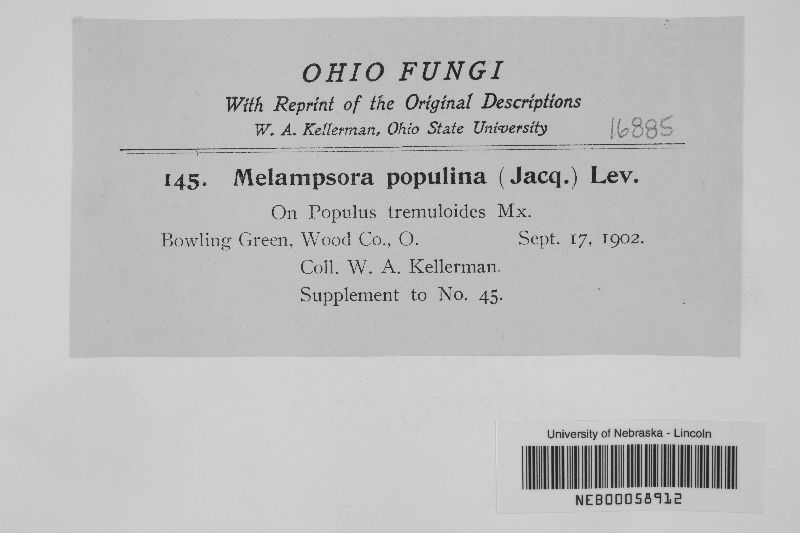 OHIO FUNGI
With Reprint of the Original Descriptions
W. A. Kellerman, Ohio State University
16885
145. Melampsora populina (Jacq.) Lev.
On Populus tremuloides Mx.
Bowling Green, Wood Co., O. Sept. 17, 1902.
Coll. W. A. Kellerman.
Supplement to No. 45.
University of Nebraska - Lincoln
NEB00058912